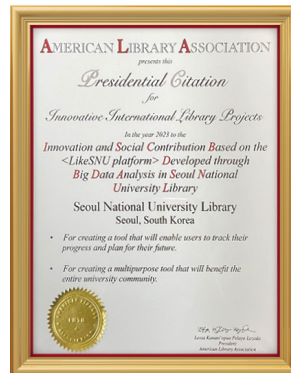 AMERICAN LIBRARY ASSOCIATION
presents this
Presidential Citation
for
Innovative International Library Projects
In the year 2023 to the
Innovation and Social Contribution Based on the
<LikeSNU platform> Developed through
Big Data Analysis in Seoul National
University Library
Seoul National University Library
Seoul, South Korea
• For creating a tool that will enable users to track their
progress and plan for their future.
• For creating a multipurpose tool that will benefit the
entire university community.
President
American Library Association